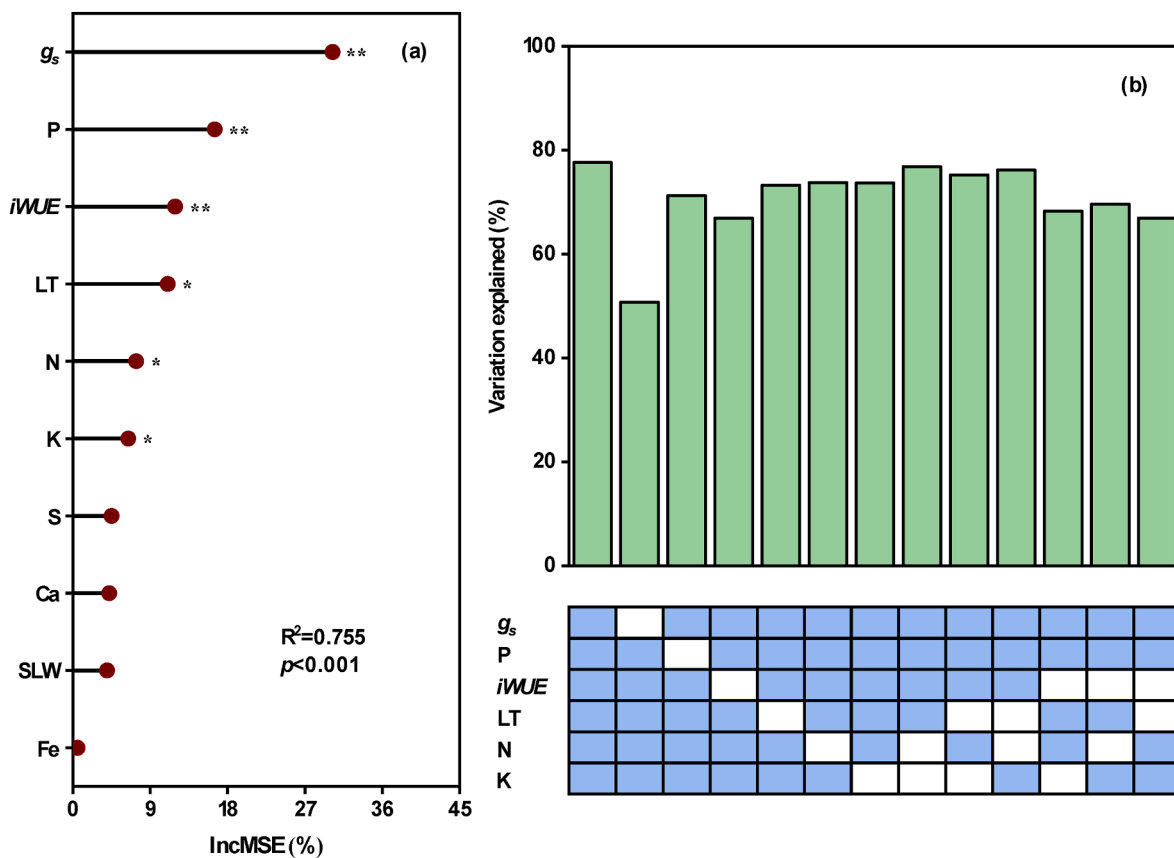 (a)
gₛ **
P **
iWUE **
LT *
N *
K *
S
Ca
SLW
Fe
R²=0.755
p<0.001
0 9 18 27 36 45
IncMSE (%)
(b)
100
80
60
40
20
0
Variation explained (%)
gₛ
P
iWUE
LT
N
K